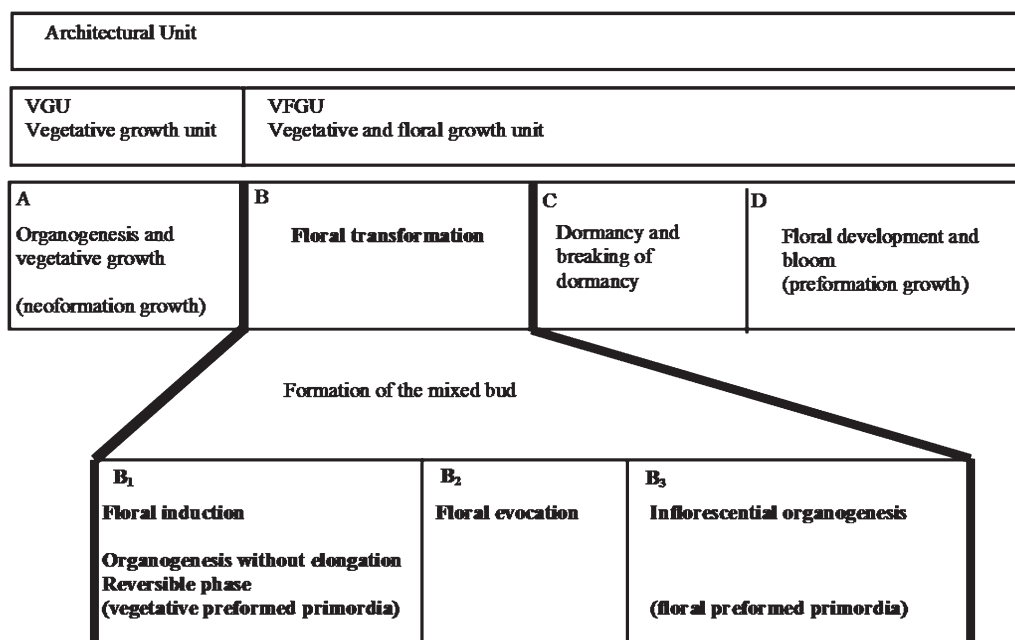 Architectural Unit
VGU
Vegetative growth unit
VFGU
Vegetative and floral growth unit
A
Organogenesis and
vegetative growth
(neoformation growth)
B
Floral transformation
C
Dormancy and
breaking of
dormancy
D
Floral development and
bloom
(preformation growth)
Formation of the mixed bud
B₁
Floral induction
Organogenesis without elongation
Reversible phase
(vegetative preformed primordia)
B₂
Floral evocation
B₃
Inflorescential organogenesis
(floral preformed primordia)